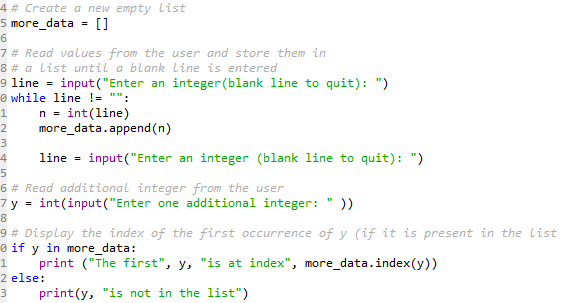 4 # Create a new empty list
5 more_data = []
6
7 # Read values from the user and store them in
8 # a list until a blank line is entered
9 line = input("Enter an integer(blank line to quit): ")
0 while line != "":
1     n = int(line)
2     more_data.append(n)
3
4     line = input("Enter an integer (blank line to quit): ")
5
6 # Read additional integer from the user
7 y = int(input("Enter one additional integer: " ))
8
9 # Display the index of the first occurrence of y (if it is present in the list
0 if y in more_data:
1     print ("The first", y, "is at index", more_data.index(y))
2 else:
3     print(y, "is not in the list")